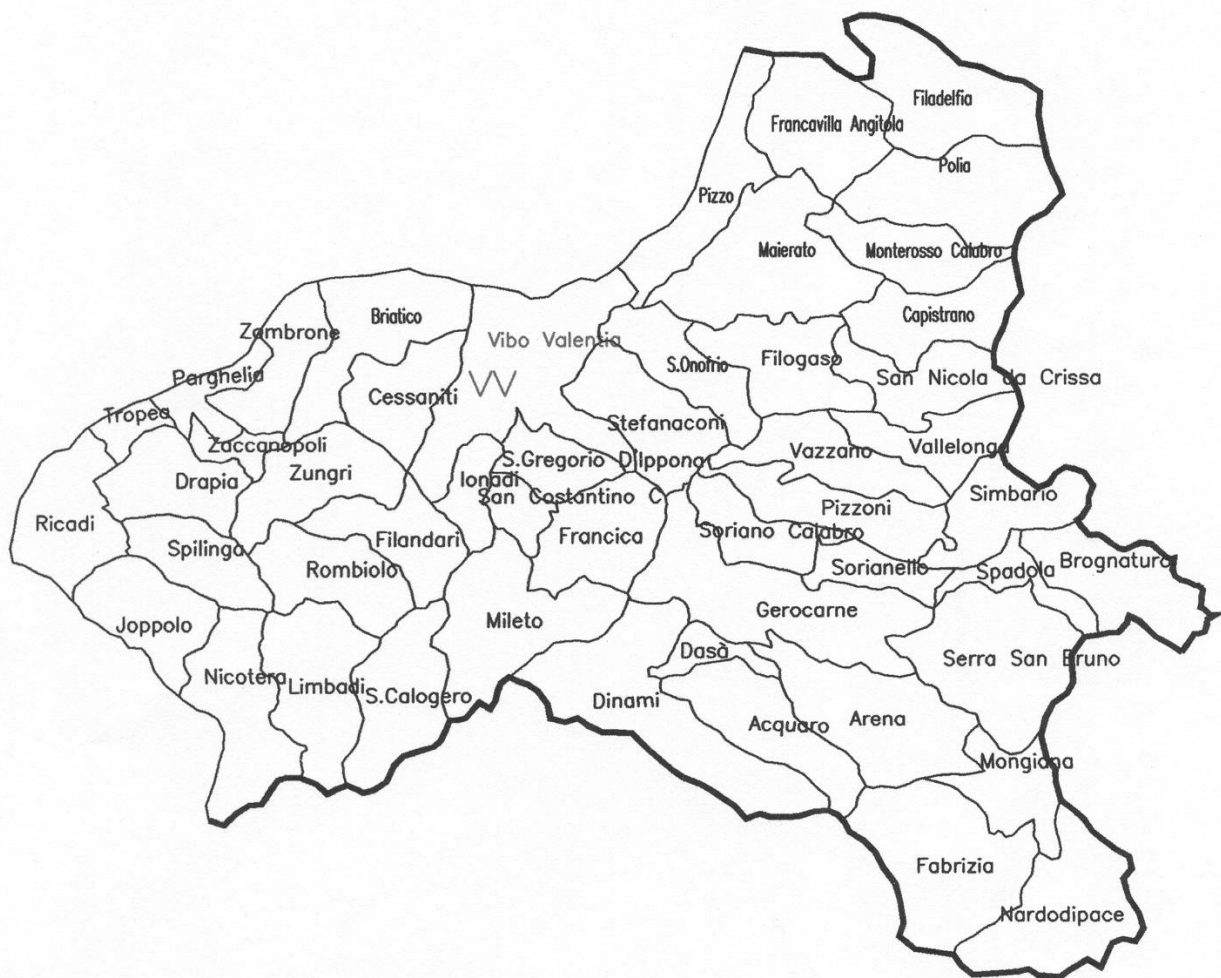 Filadelfia
Francavilla Angitola
Polia
Pizzo
Maierato
Monterosso Calabro
Capistrano
Briatico
Zambrone
Vibo Valentia
VV
S.Onofrio
Filogaso
San Nicola da Crissa
Parghelia
Cessaniti
Tropea
Stefanaconi
Zaccanopoli
Vazzano
Vallelonga
Zungri
S.Gregorio D'Ippona
Drapia
Ionadi
San Costantino C.
Simbario
Pizzoni
Ricadi
Spilinga
Filandari
Francica
Soriano Calabro
Rombiolo
Sorianello
Spadola
Brognaturo
Joppolo
Mileto
Gerocarne
Dasà
Serra San Bruno
Nicotera
Limbadi
S.Calogero
Dinami
Acquaro
Arena
Mongiana
Fabrizia
Nardodipace